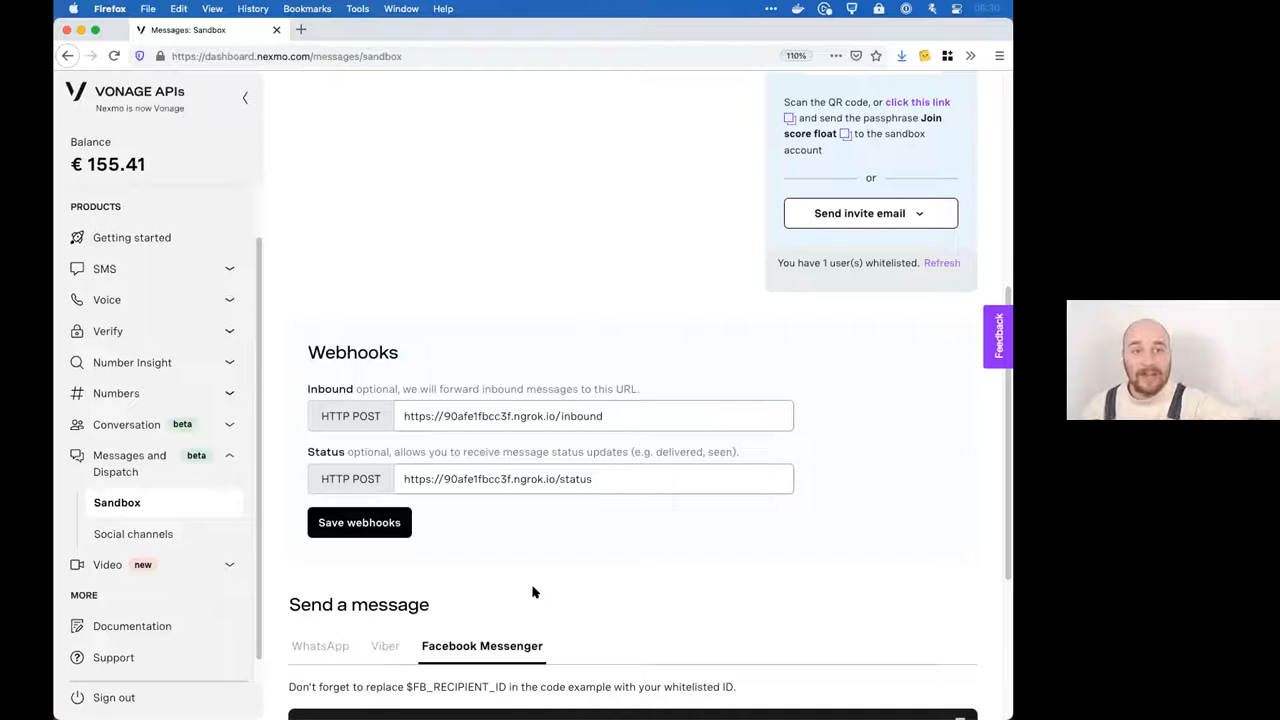 Firefox File Edit View History Bookmarks Tools Window Help
Messages: Sandbox
https://dashboard.nexmo.com/messages/sandbox
110%
VONAGE APIs
Nexmo is now Vonage
Balance
€ 155.41
PRODUCTS
Getting started
SMS
Voice
Verify
Number Insight
Numbers
Conversation beta
Messages and
Dispatch
beta
Sandbox
Social channels
Video new
MORE
Documentation
Support
Sign out
Scan the QR code, or click this link
and send the passphrase Join
score float to the sandbox
account
or
Send invite email
You have 1 user(s) whitelisted. Refresh
Feedback
Webhooks
Inbound optional, we will forward inbound messages to this URL.
HTTP POST https://90afe1fbcc3f.ngrok.io/inbound
Status optional, allows you to receive message status updates (e.g. delivered, seen).
HTTP POST https://90afe1fbcc3f.ngrok.io/status
Save webhooks
Send a message
WhatsApp Viber Facebook Messenger
Don't forget to replace $FB_RECIPIENT_ID in the code example with your whitelisted ID.